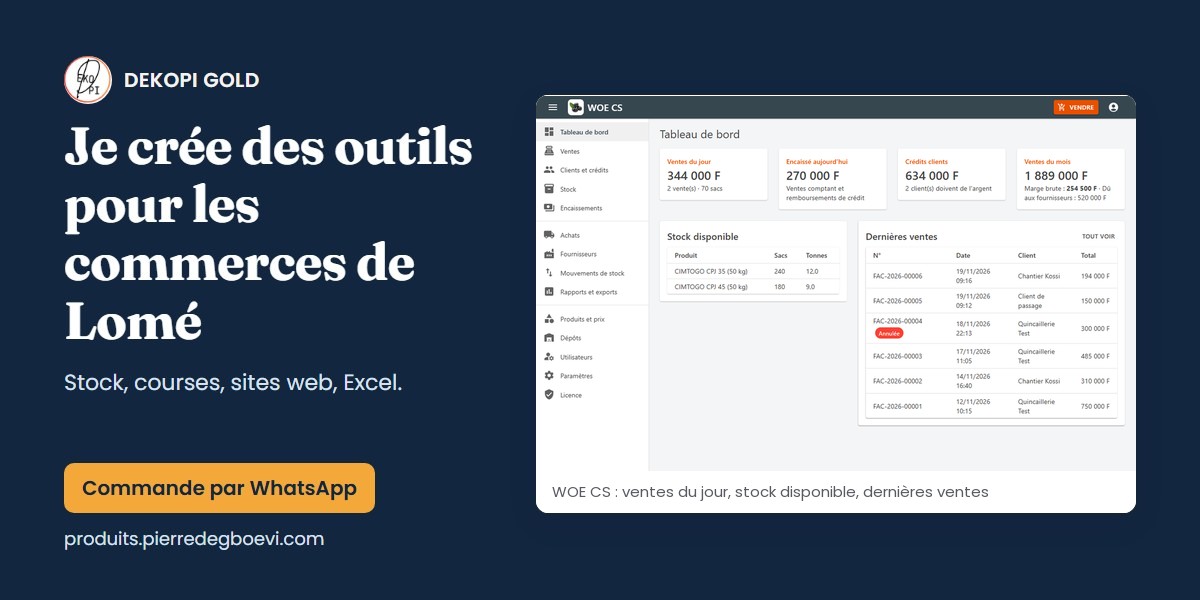 DEKOPI GOLD
Je crée des outils
pour les
commerces de
Lomé
Stock, courses, sites web, Excel.
Commande par WhatsApp
produits.pierredegboevi.com
WOE CS
VENDRE
Tableau de bord
Ventes
Clients et crédits
Stock
Encaissements
Achats
Fournisseurs
Mouvements de stock
Rapports et exports
Produits et prix
Dépôts
Utilisateurs
Paramètres
Licence
Tableau de bord
Ventes du jour
344 000 F
2 vente(s) · 70 sacs
Encaissé aujourd'hui
270 000 F
Ventes comptant et
remboursements de crédit
Crédits clients
634 000 F
2 client(s) doivent de l'argent
Ventes du mois
1 889 000 F
Marge brute : 254 500 F · Dû
aux fournisseurs : 520 000 F
Stock disponible
Produit Sacs Tonnes
CIMTOGO CPJ 35 (50 kg) 240 12,0
CIMTOGO CPJ 45 (50 kg) 180 9,0
Dernières ventes TOUT VOIR
N° Date Client Total
FAC-2026-00006 19/11/2026 09:16 Chantier Kossi 194 000 F
FAC-2026-00005 19/11/2026 09:12 Client de passage 150 000 F
FAC-2026-00004 Annulée 18/11/2026 22:13 Quincaillerie Test 300 000 F
FAC-2026-00003 17/11/2026 11:05 Quincaillerie Test 485 000 F
FAC-2026-00002 14/11/2026 16:40 Chantier Kossi 310 000 F
FAC-2026-00001 12/11/2026 10:15 Quincaillerie Test 750 000 F
WOE CS : ventes du jour, stock disponible, dernières ventes